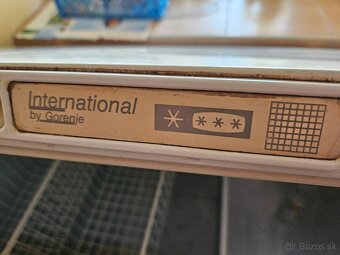 International
by Gorenje
* ***
Bazos.sk